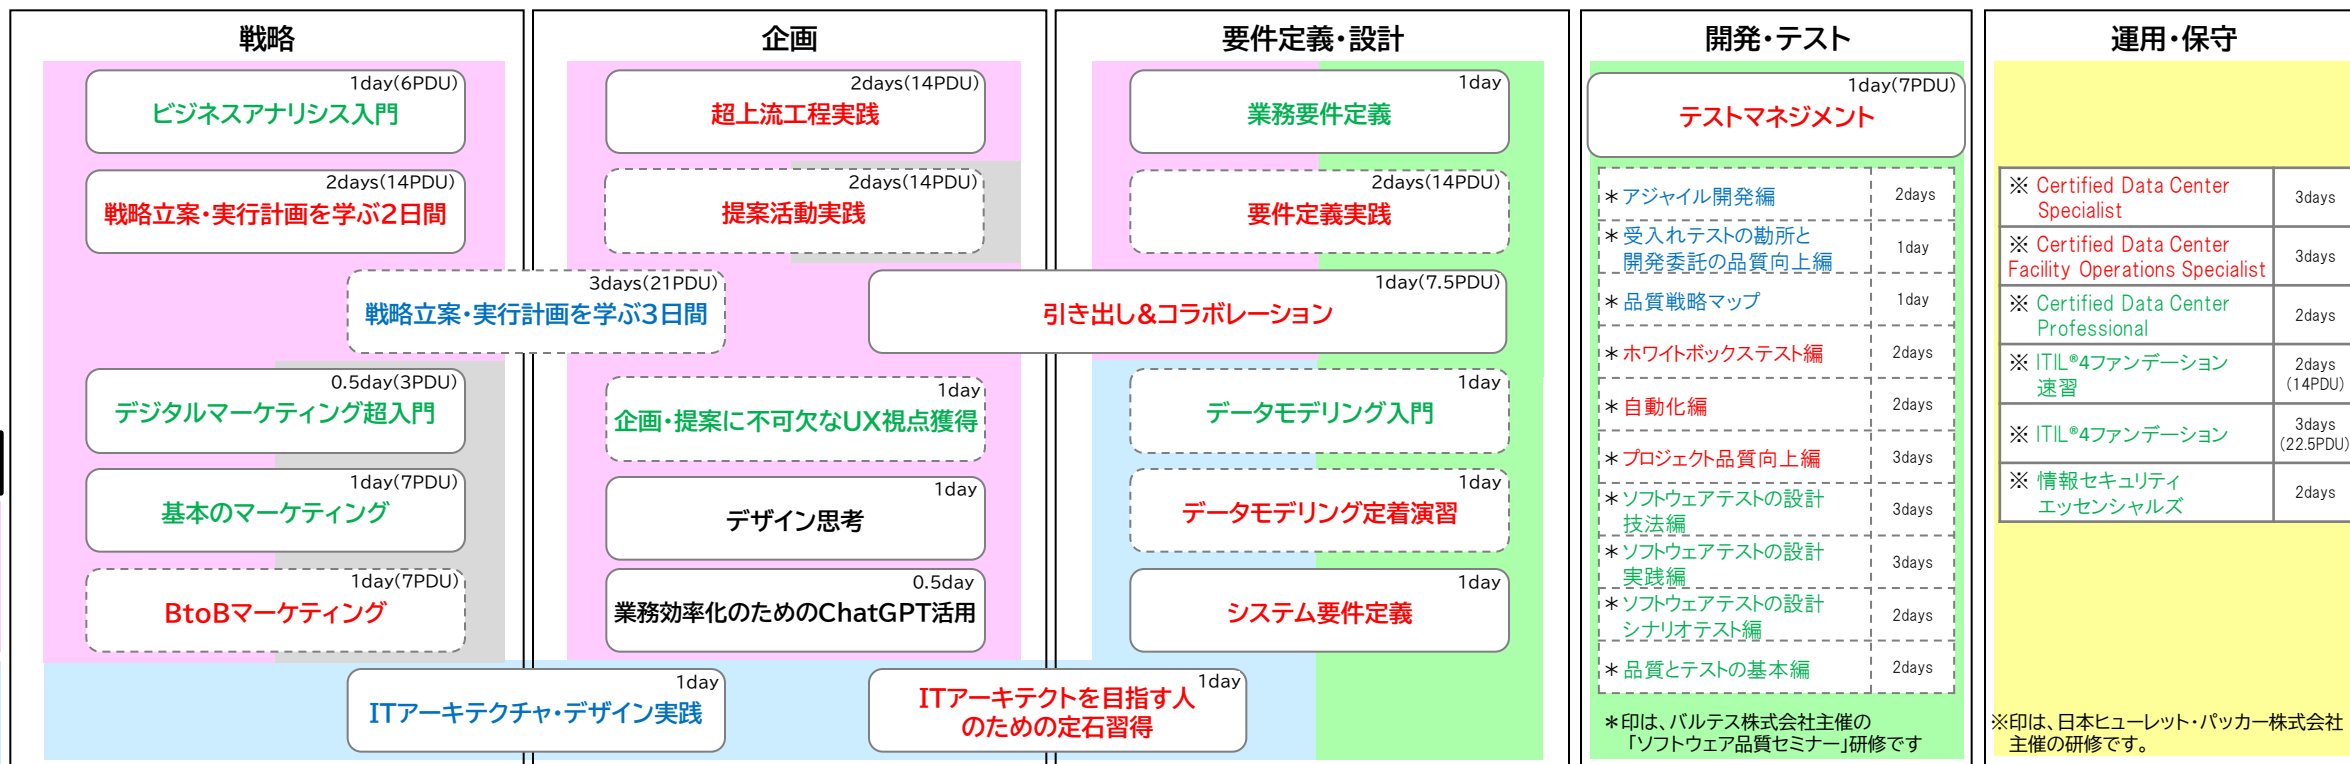 戦略
1day(6PDU)
ビジネスアナリシス入門
2days(14PDU)
戦略立案・実行計画を学ぶ2日間
3days(21PDU)
戦略立案・実行計画を学ぶ3日間
0.5day(3PDU)
デジタルマーケティング超入門
1day(7PDU)
基本のマーケティング
1day(7PDU)
BtoBマーケティング
1day
ITアーキテクチャ・デザイン実践
企画
2days(14PDU)
超上流工程実践
2days(14PDU)
提案活動実践
1day(7.5PDU)
引き出し&コラボレーション
1day
企画・提案に不可欠なUX視点獲得
1day
デザイン思考
0.5day
業務効率化のためのChatGPT活用
1day
ITアーキテクトを目指す人
のための定石習得
要件定義・設計
1day
業務要件定義
2days(14PDU)
要件定義実践
1day
データモデリング入門
1day
データモデリング定着演習
1day
システム要件定義
開発・テスト
1day(7PDU)
テストマネジメント
＊アジャイル開発編 2days
＊受入れテストの勘所と
開発委託の品質向上編 1day
＊品質戦略マップ 1day
＊ホワイトボックステスト編 2days
＊自動化編 2days
＊プロジェクト品質向上編 3days
＊ソフトウェアテストの設計
技法編 3days
＊ソフトウェアテストの設計
実践編 3days
＊ソフトウェアテストの設計
シナリオテスト編 2days
＊品質とテストの基本編 2days
＊印は、バルテス株式会社主催の
「ソフトウェア品質セミナー」研修です
運用・保守
※ Certified Data Center
Specialist 3days
※ Certified Data Center
Facility Operations Specialist 3days
※ Certified Data Center
Professional 2days
※ ITIL®4ファンデーション
速習 2days
(14PDU)
※ ITIL®4ファンデーション 3days
(22.5PDU)
※ 情報セキュリティ
エッセンシャルズ 2days
※印は、日本ヒューレット・パッカー株式会社
主催の研修です。